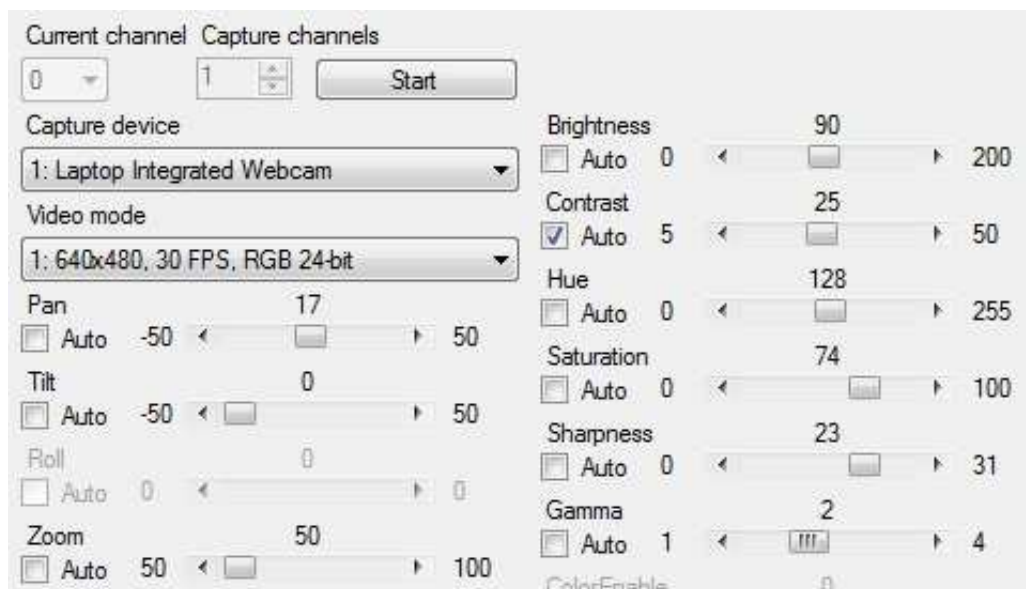 Current channel Capture channels
0 1 Start
Capture device
1: Laptop Integrated Webcam
Video mode
1: 640x480, 30 FPS, RGB 24-bit
Pan 17
Auto -50 50
Tilt 0
Auto -50 50
Roll 0
Auto 0 0
Zoom 50
Auto 50 100
Brightness 90
Auto 0 200
Contrast 25
Auto 5 50
Hue 128
Auto 0 255
Saturation 74
Auto 0 100
Sharpness 23
Auto 0 31
Gamma 2
Auto 1 4
ColorEnable 0